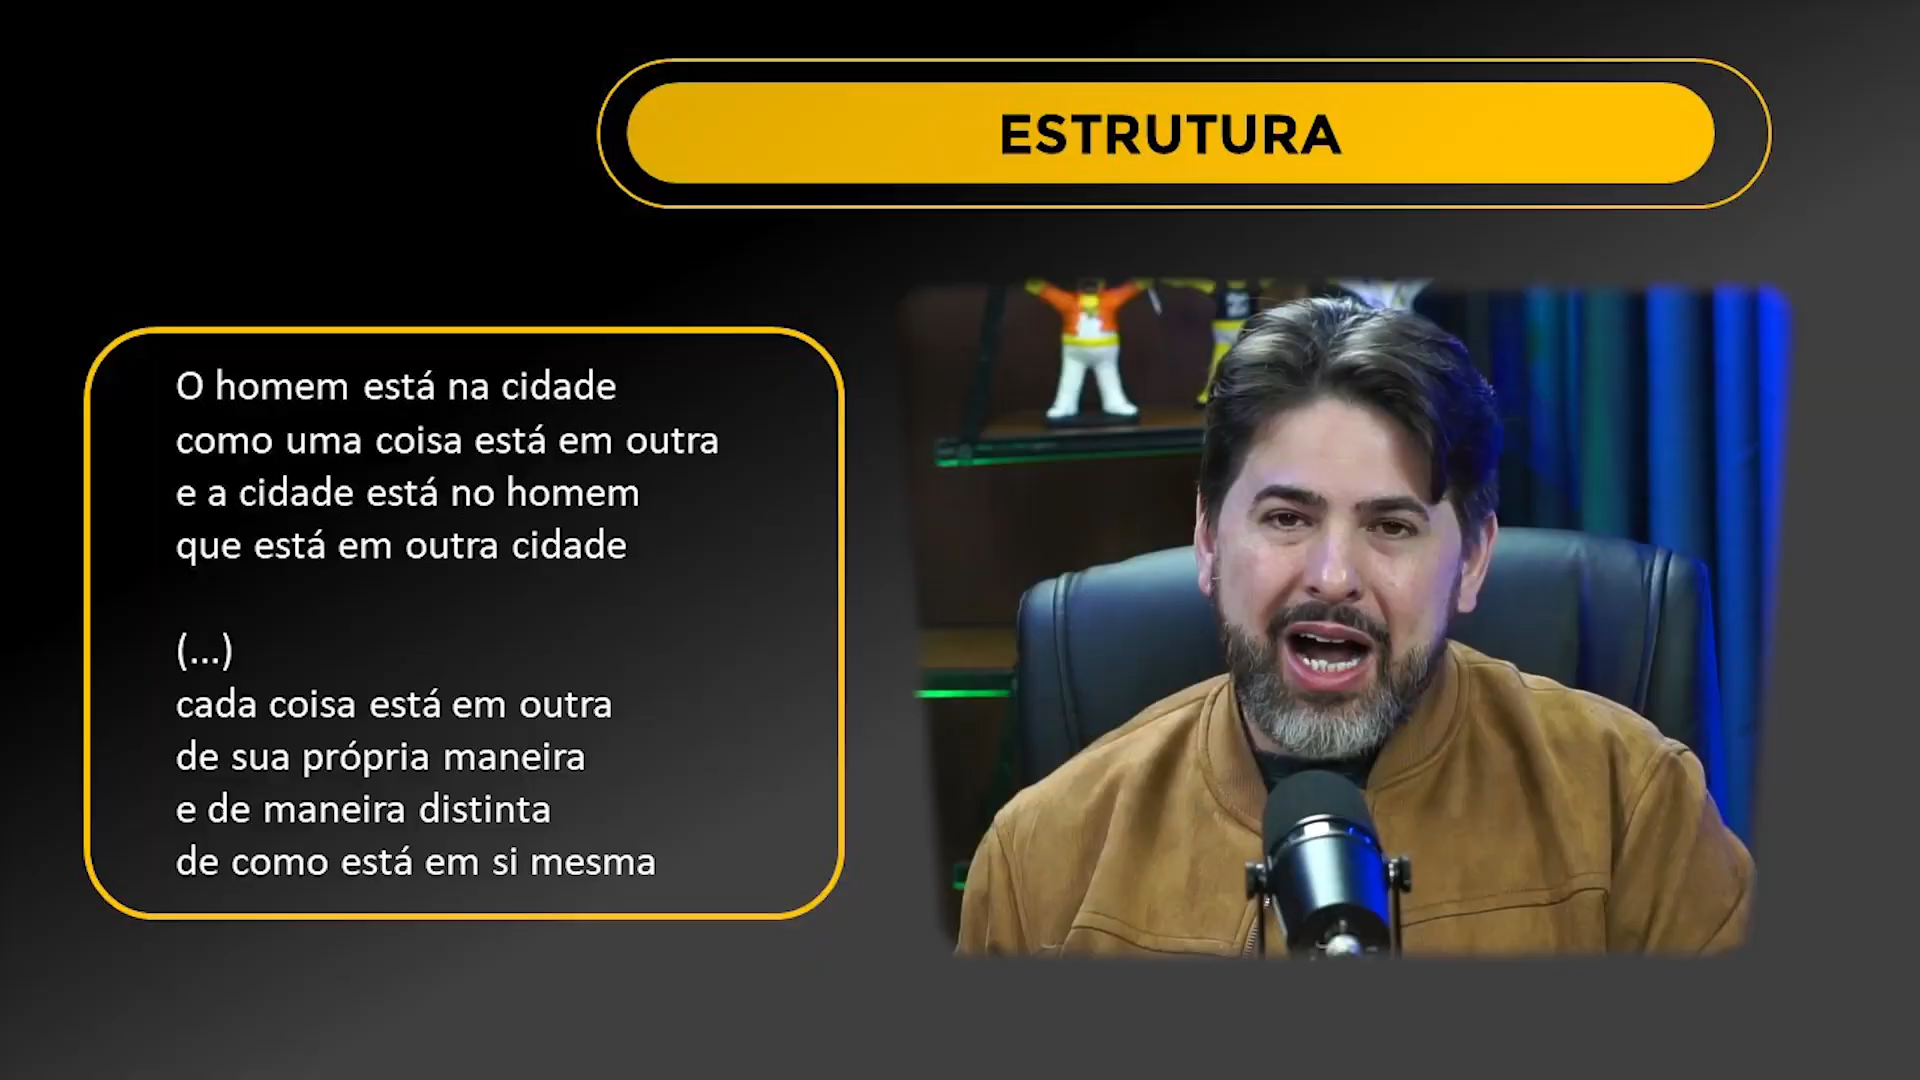 ESTRUTURA
O homem está na cidade
como uma coisa está em outra
e a cidade está no homem
que está em outra cidade
(...)
cada coisa está em outra
de sua própria maneira
e de maneira distinta
de como está em si mesma